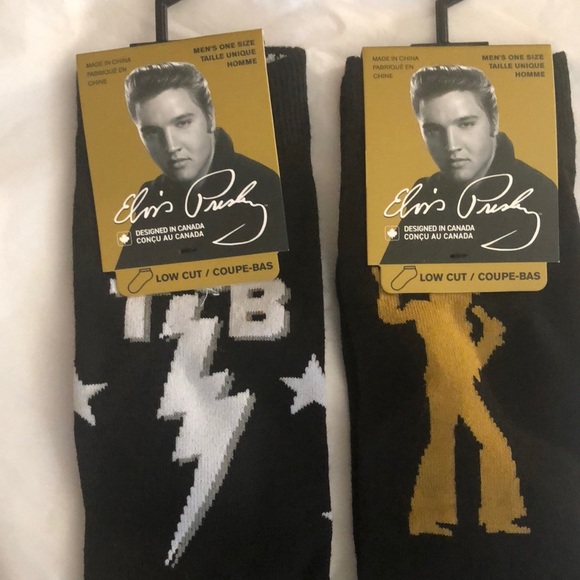 MADE IN CHINA
FABRIQUÉ EN
CHINE
MEN'S ONE SIZE
TAILLE UNIQUE
HOMME
Elvis Presley
DESIGNED IN CANADA
CONÇU AU CANADA
LOW CUT / COUPE-BAS
TCB
MADE IN CHINA
FABRIQUÉ EN
CHINE
MEN'S ONE SIZE
TAILLE UNIQUE
HOMME
Elvis Presley
DESIGNED IN CANADA
CONÇU AU CANADA
LOW CUT / COUPE-BAS